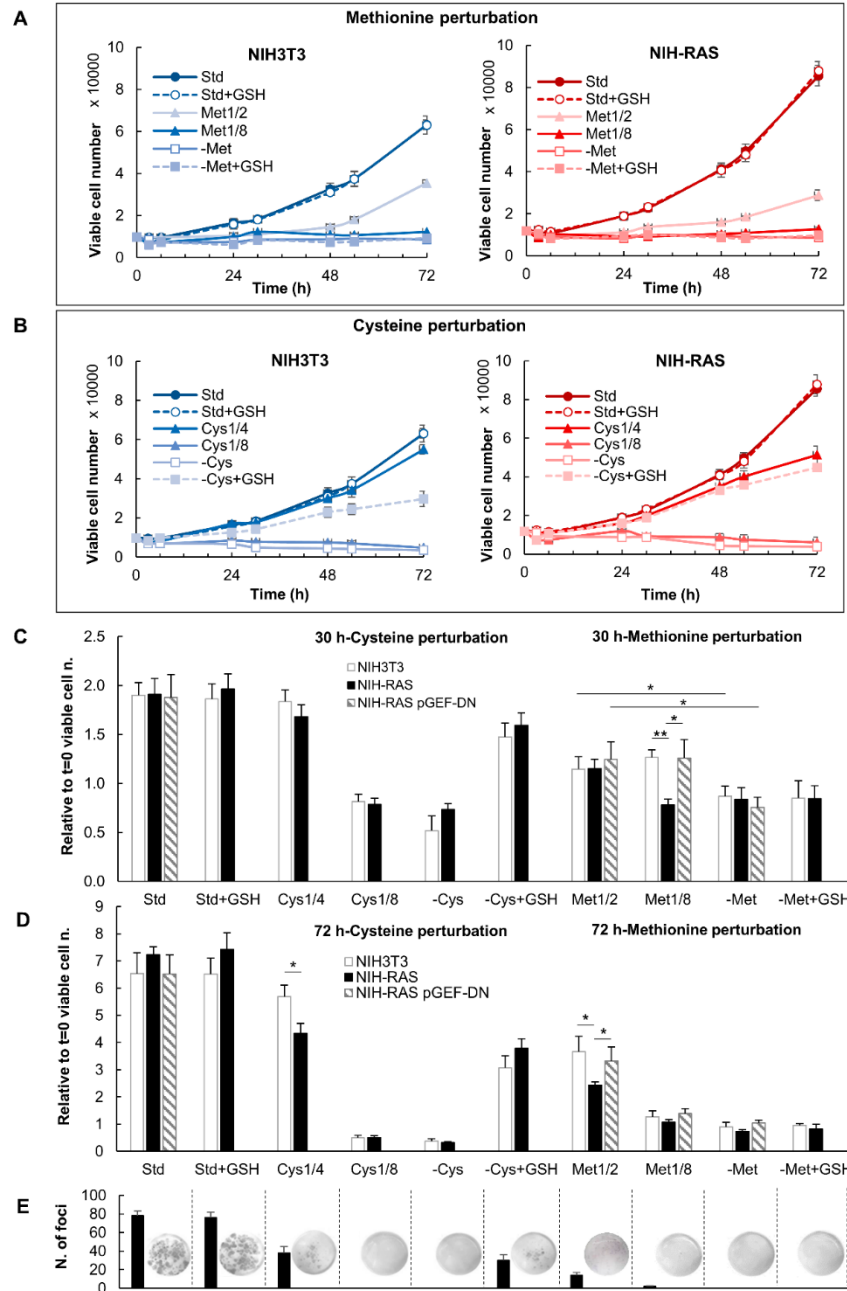 A
Methionine perturbation
NIH3T3
Viable cell number x 10000
10
8
6
4
2
0
Std
Std+GSH
Met1/2
Met1/8
-Met
-Met+GSH
0 24 48 72
Time (h)
NIH-RAS
Viable cell number x 10000
10
8
6
4
2
0
Std
Std+GSH
Met1/2
Met1/8
-Met
-Met+GSH
0 24 48 72
Time (h)
B
Cysteine perturbation
NIH3T3
Viable cell number x 10000
10
8
6
4
2
0
Std
Std+GSH
Cys1/4
Cys1/8
-Cys
-Cys+GSH
0 24 48 72
Time (h)
NIH-RAS
Viable cell number x 10000
10
8
6
4
2
0
Std
Std+GSH
Cys1/4
Cys1/8
-Cys
-Cys+GSH
0 24 48 72
Time (h)
C
30 h-Cysteine perturbation 30 h-Methionine perturbation
Relative to t=0 viable cell n.
2.5
2.0
1.5
1.0
0.5
0.0
NIH3T3
NIH-RAS
NIH-RAS pGEF-DN
*
*
** *
Std Std+GSH Cys1/4 Cys1/8 -Cys -Cys+GSH Met1/2 Met1/8 -Met -Met+GSH
D
72 h-Cysteine perturbation 72 h-Methionine perturbation
Relative to t=0 viable cell n.
9
8
7
6
5
4
3
2
1
0
NIH3T3
NIH-RAS
NIH-RAS pGEF-DN
*
* *
Std Std+GSH Cys1/4 Cys1/8 -Cys -Cys+GSH Met1/2 Met1/8 -Met -Met+GSH
E
N. of foci
100
80
60
40
20
0